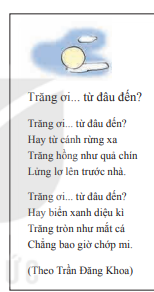 Trăng ơi... từ đâu đến?
Trăng ơi... từ đâu đến?
Hay từ cánh rừng xa
Trăng hồng như quả chín
Lửng lơ lên trước nhà.
Trăng ơi... từ đâu đến?
Hay biển xanh diệu kì
Trăng tròn như mắt cá
Chẳng bao giờ chớp mi.
(Theo Trần Đăng Khoa)